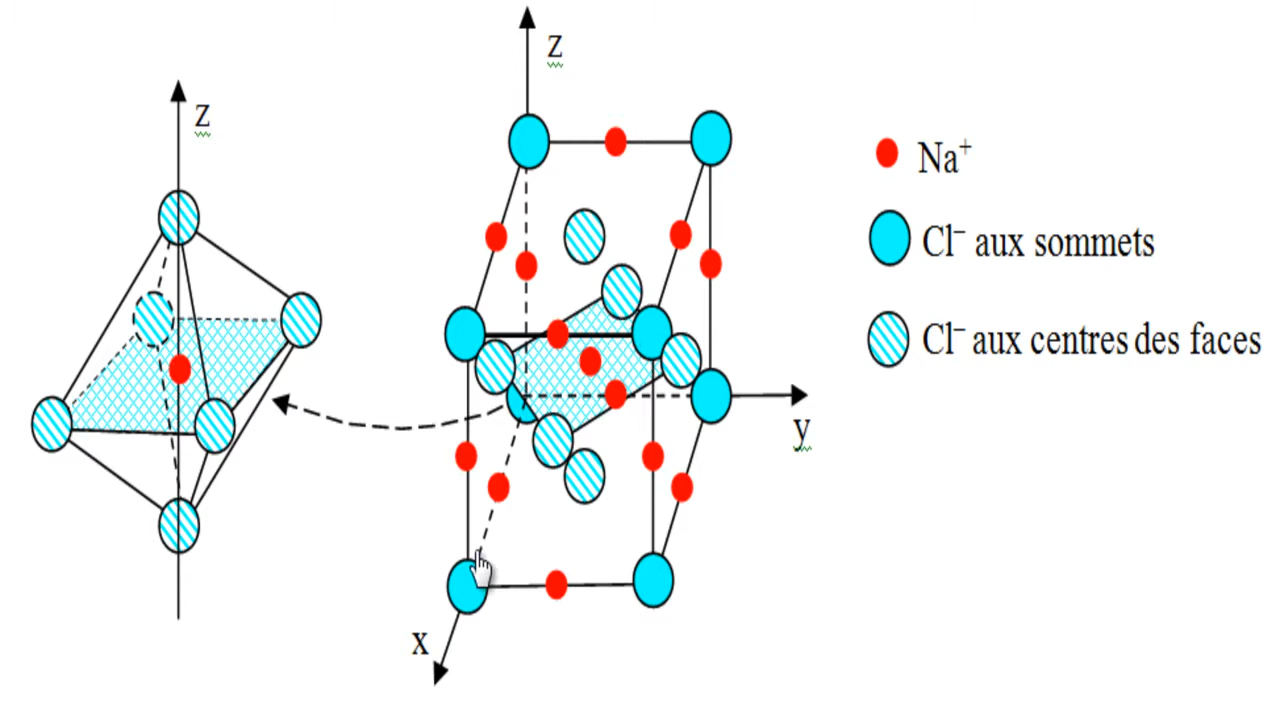 z
z
y
x
Na⁺
Cl⁻ aux sommets
Cl⁻ aux centres des faces